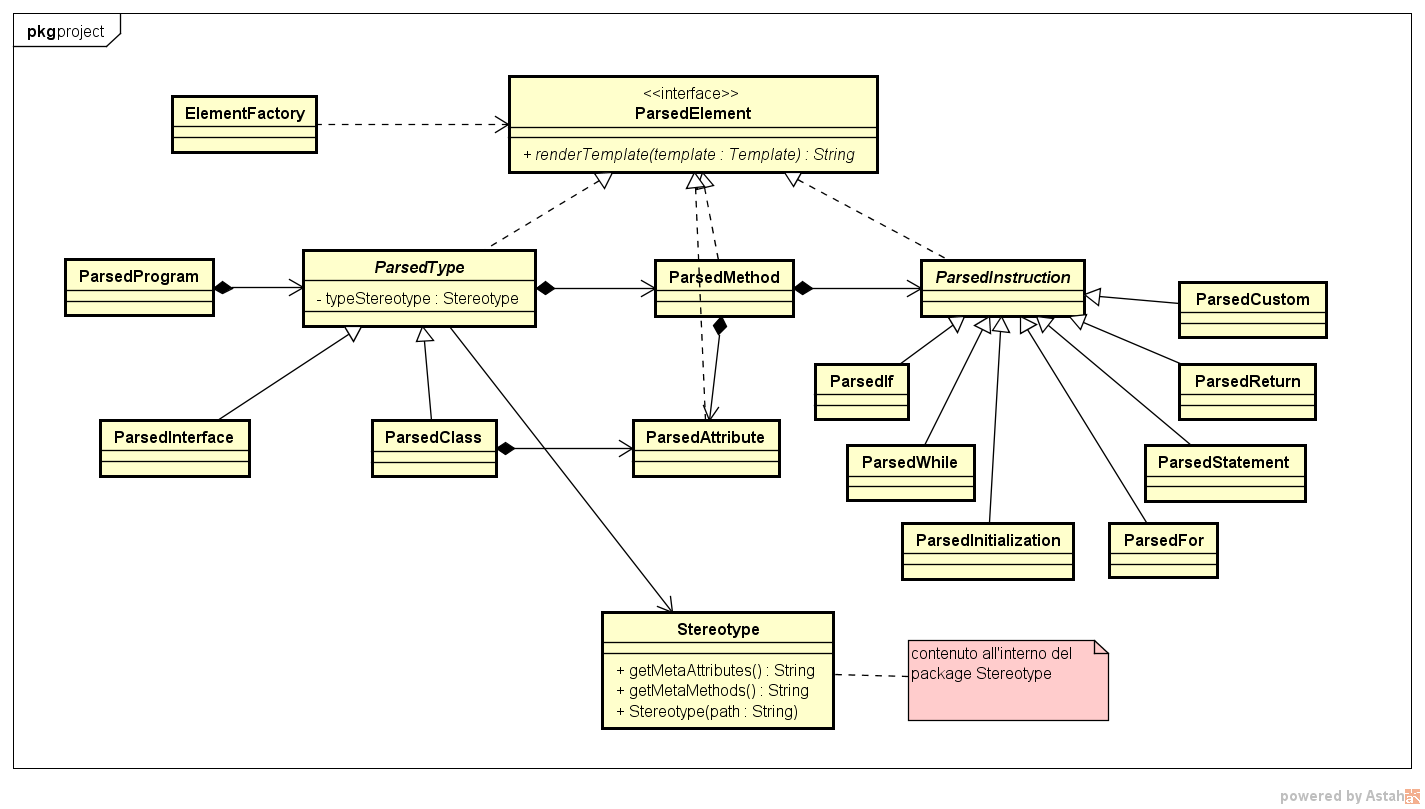 pkgproject
<<interface>>
ParsedElement
+ renderTemplate(template : Template) : String
ElementFactory
ParsedProgram
ParsedType
- typeStereotype : Stereotype
ParsedMethod
ParsedInstruction
ParsedCustom
ParsedIf
ParsedReturn
ParsedInterface
ParsedClass
ParsedAttribute
ParsedWhile
ParsedStatement
ParsedInitialization
ParsedFor
Stereotype
+ getMetaAttributes() : String
+ getMetaMethods() : String
+ Stereotype(path : String)
contenuto all'interno del
package Stereotype
powered by Astah